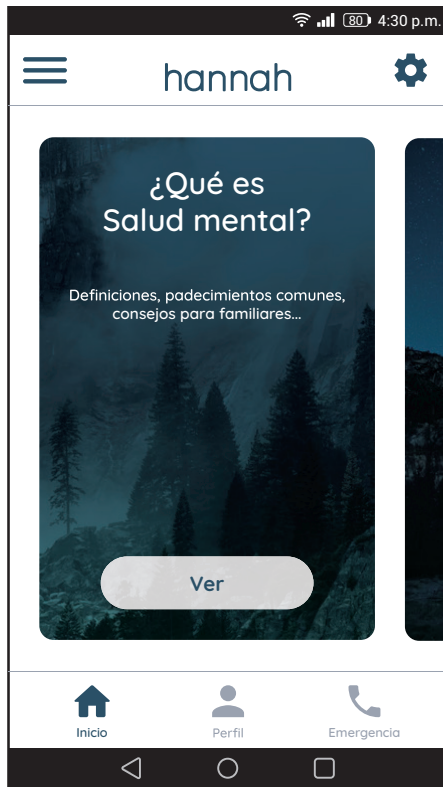 80 4:30 p.m.
hannah
¿Qué es
Salud mental?
Definiciones, padecimientos comunes,
consejos para familiares...
Ver
Inicio Perfil Emergencia